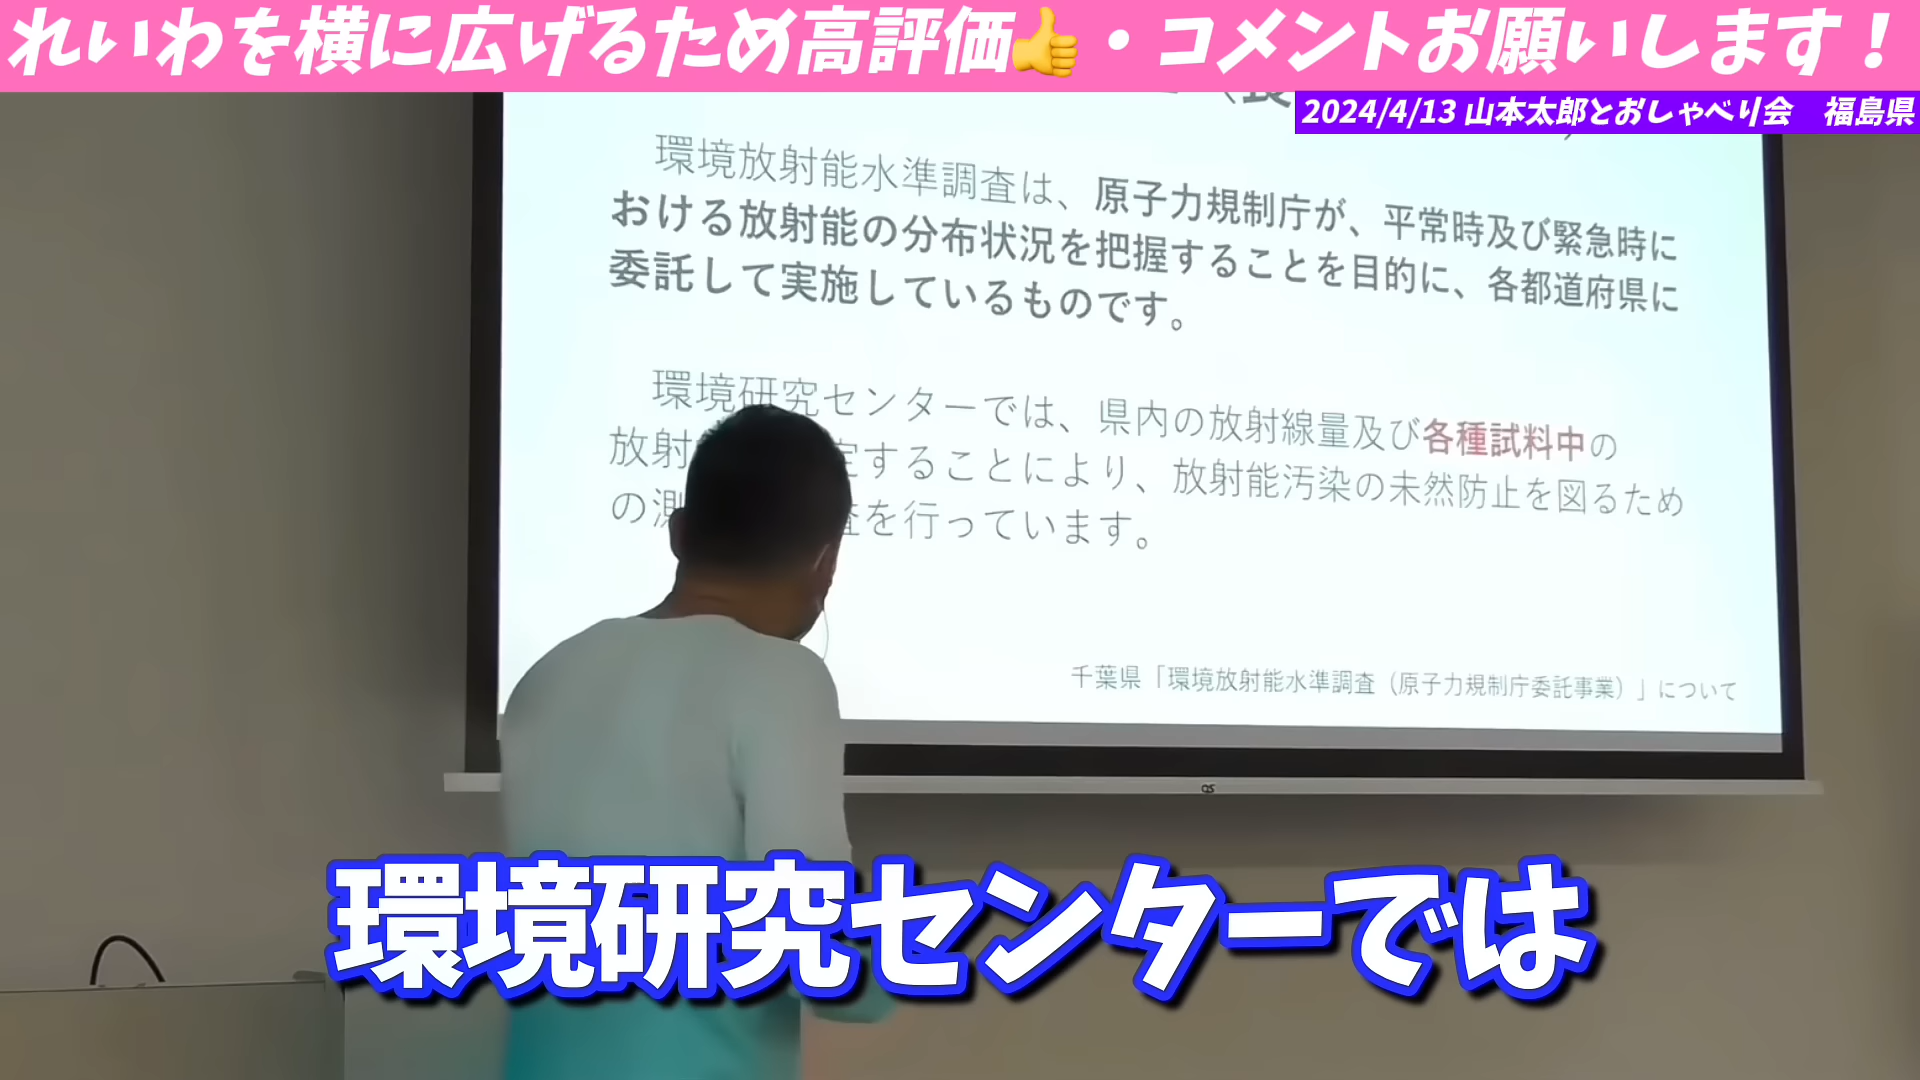 れいわを横に広げるため高評価👍・コメントお願いします！
2024/4/13 山本太郎とおしゃべり会　福島県
環境放射能水準調査は、原子力規制庁が、平常時及び緊急時に
おける放射能の分布状況を把握することを目的に、各都道府県に
委託して実施しているものです。
環境研究センターでは、県内の放射線量及び各種試料中の
放射 定することにより、放射能汚染の未然防止を図るため
の測 査を行っています。
千葉県「環境放射能水準調査（原子力規制庁委託事業）」について
環境研究センターでは